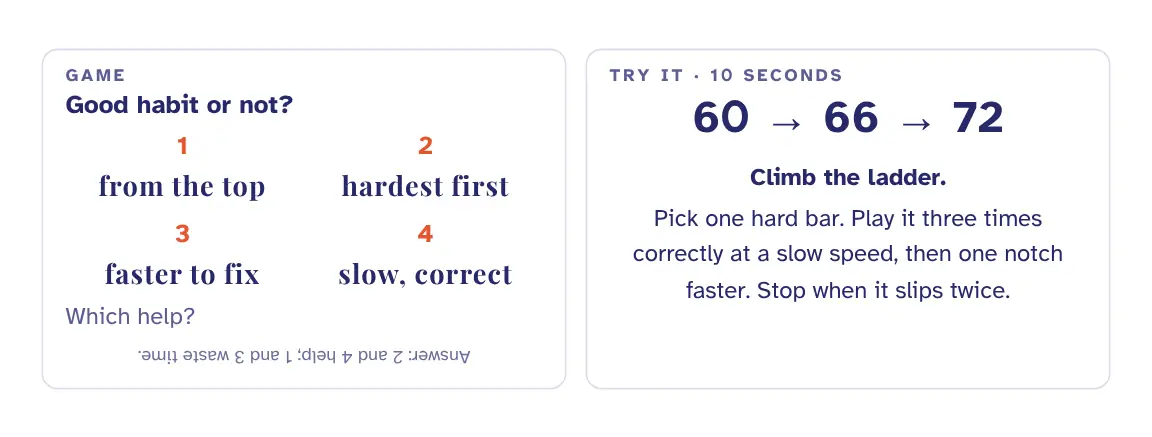 GAME
Good habit or not?
1
2
from the top
hardest first
3
4
faster to fix
slow, correct
Which help?
Answer: 2 and 4 help; 1 and 3 waste time.
TRY IT · 10 SECONDS
60 → 66 → 72
Climb the ladder.
Pick one hard bar. Play it three times
correctly at a slow speed, then one notch
faster. Stop when it slips twice.